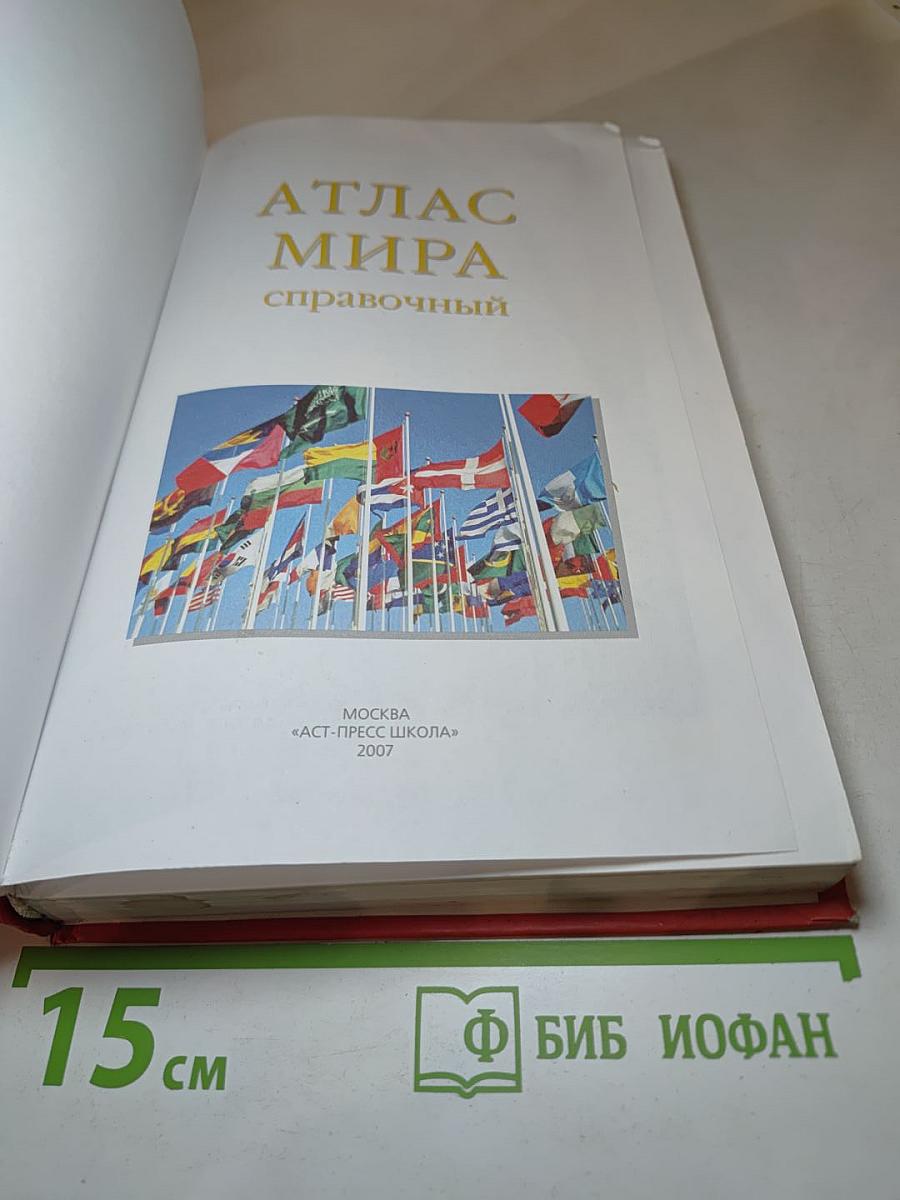 АТЛАС
МИРА
справочный
МОСКВА
«АСТ-ПРЕСС ШКОЛА»
2007
15 см
Ф БИБ ИОФАН